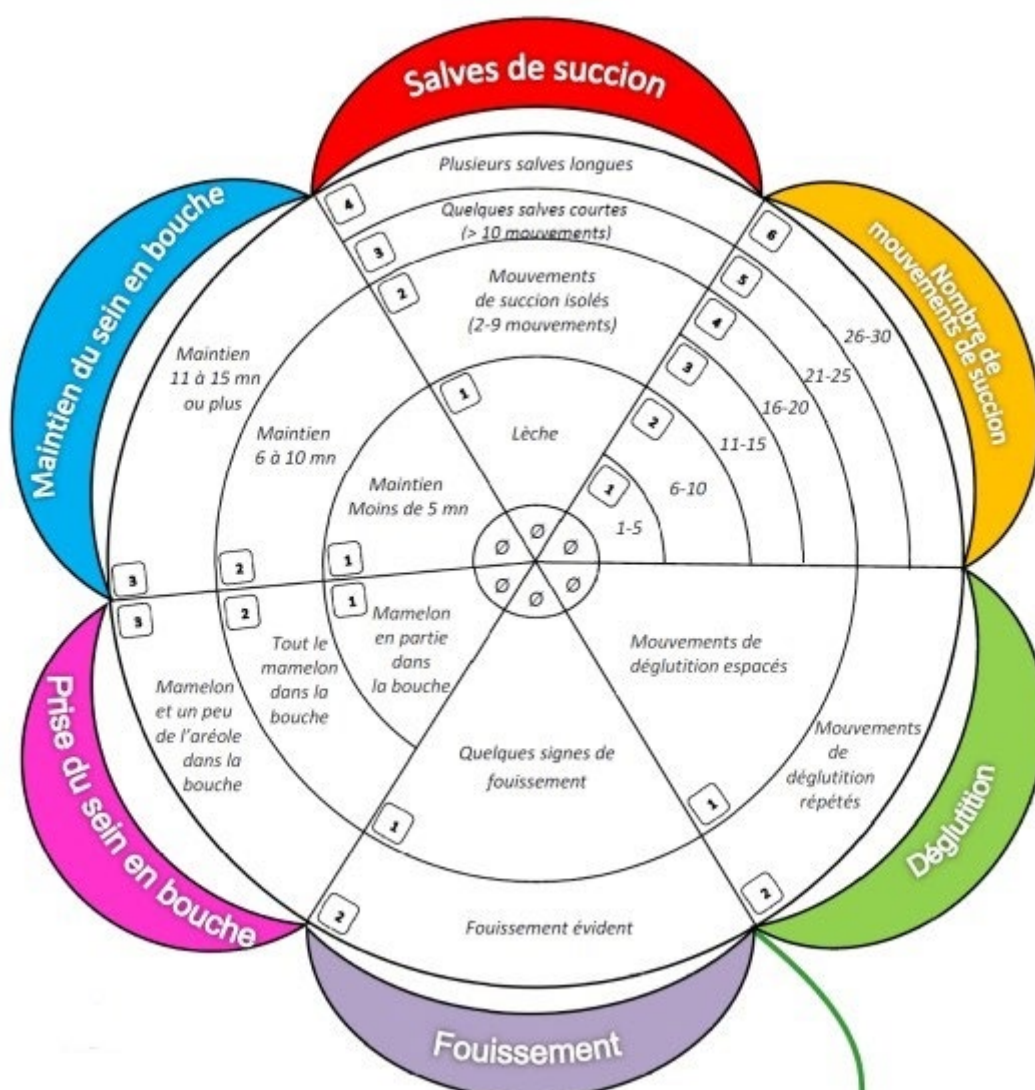 Salves de succion
Plusieurs salves longues
4
Quelques salves courtes
(> 10 mouvements)
3
Mouvements
de succion isolés
(2-9 mouvements)
2
Lèche
1
Ø
Nombre de
mouvements de succion
6
26-30
5
21-25
4
16-20
3
11-15
2
6-10
1
1-5
Ø
Déglutition
Mouvements de
déglutition espacés
1
Mouvements
de
déglutition
répétés
2
Ø
Fouissement
Quelques signes de
fouissement
1
Fouissement évident
2
Ø
Prise du sein en bouche
Mamelon
en partie
dans
la bouche
1
Tout le
mamelon
dans la
bouche
2
Mamelon
et un peu
de l'aréole
dans la
bouche
3
Ø
Maintien du sein en bouche
Maintien
11 à 15 mn
ou plus
3
Maintien
6 à 10 mn
2
Maintien
Moins de 5 mn
1
Ø